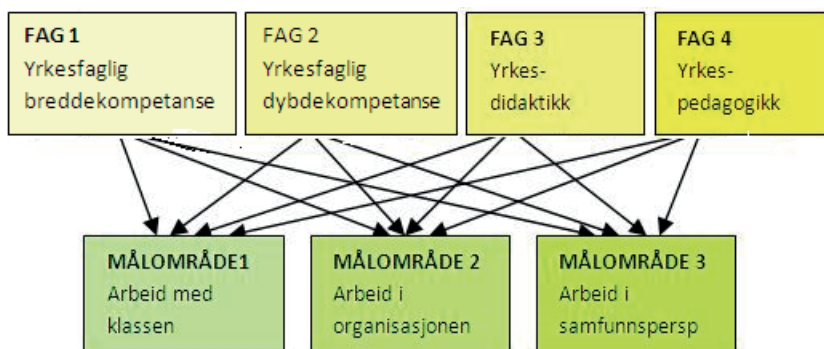 FAG 1
Yrkesfaglig
breddekompetanse
FAG 2
Yrkesfaglig
dybdekompetanse
FAG 3
Yrkes-
didaktikk
FAG 4
Yrkes-
pedagogikk
MÅLOMRÅDE1
Arbeid med
klassen
MÅLOMRÅDE 2
Arbeid i
organisasjonen
MÅLOMRÅDE 3
Arbeid i
samfunnspersp